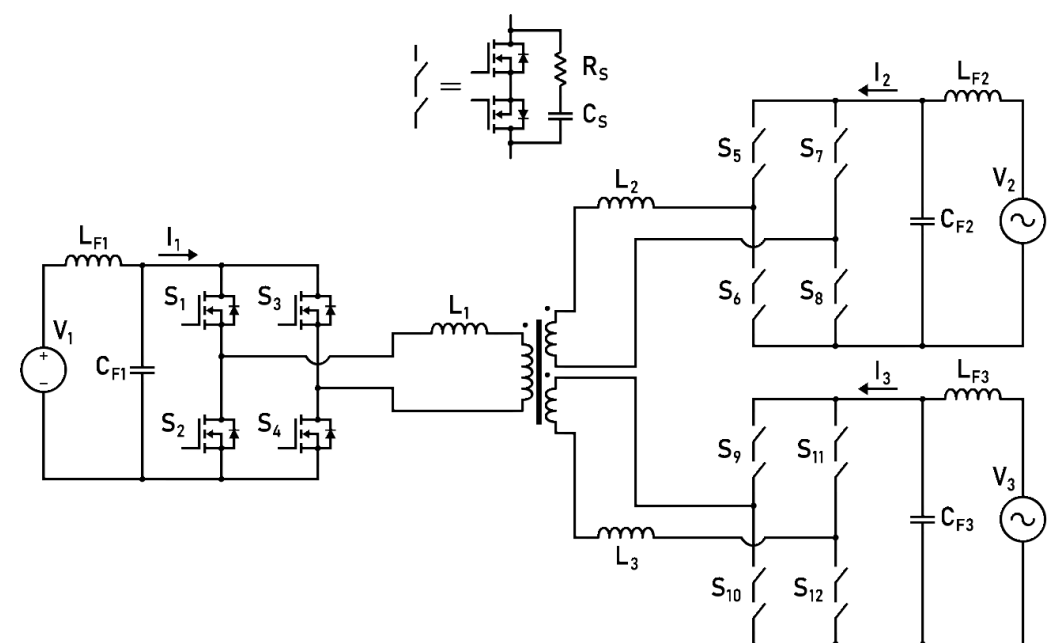 R_S
C_S
=
I_2
L_F2
S_5
S_7
V_2
L_2
C_F2
L_F1
I_1
S_6
S_8
S_1
S_3
L_1
V_1
+
−
C_F1
I_3
L_F3
S_2
S_4
S_9
S_11
V_3
C_F3
L_3
S_10
S_12